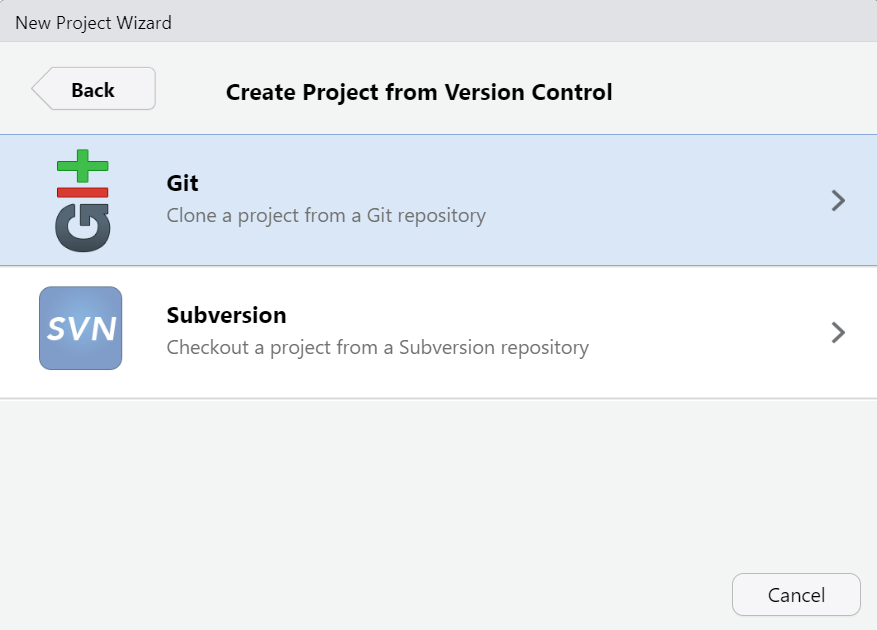 New Project Wizard
Back
Create Project from Version Control
Git
Git
Clone a project from a Git repository
SVN
Subversion
Checkout a project from a Subversion repository
Cancel